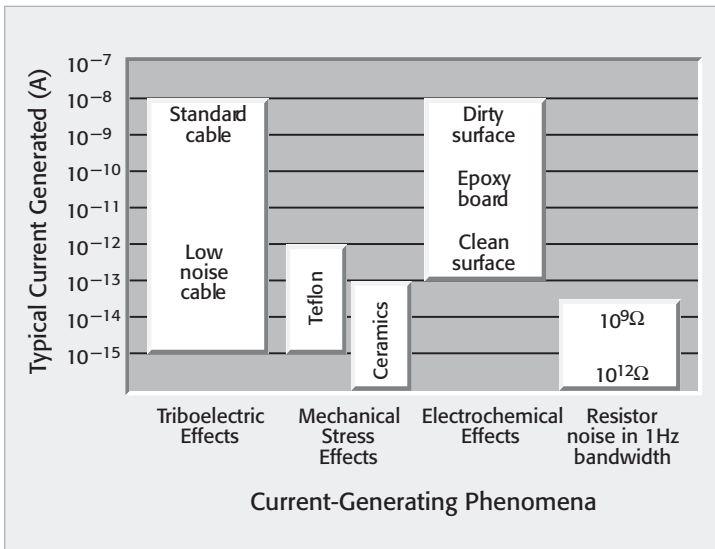 Typical Current Generated (A)
10⁻⁷
10⁻⁸
10⁻⁹
10⁻¹⁰
10⁻¹¹
10⁻¹²
10⁻¹³
10⁻¹⁴
10⁻¹⁵
Standard
cable
Low
noise
cable
Teflon
Ceramics
Dirty
surface
Epoxy
board
Clean
surface
10⁹Ω
10¹²Ω
Triboelectric
Effects
Mechanical
Stress
Effects
Electrochemical
Effects
Resistor
noise in 1Hz
bandwidth
Current-Generating Phenomena